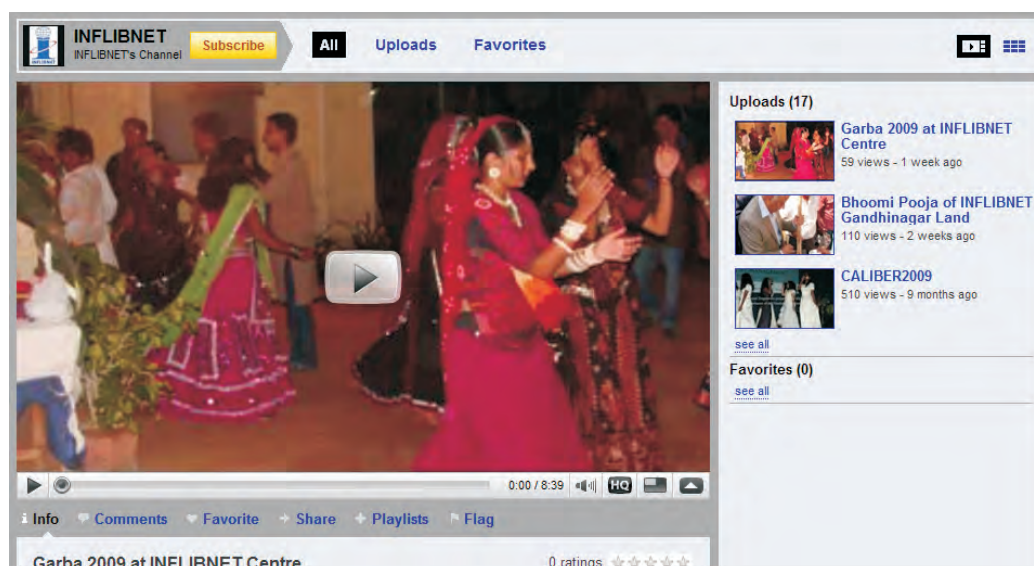 INFLIBNET
INFLIBNET's Channel
Subscribe
All
Uploads
Favorites
Uploads (17)
Garba 2009 at INFLIBNET
Centre
59 views - 1 week ago
Bhoomi Pooja of INFLIBNET
Gandhinagar Land
110 views - 2 weeks ago
CALIBER2009
510 views - 9 months ago
see all
Favorites (0)
see all
0:00 / 8:39
HQ
Info
Comments
Favorite
Share
Playlists
Flag
Garba 2009 at INFLIBNET Centre
0 ratings